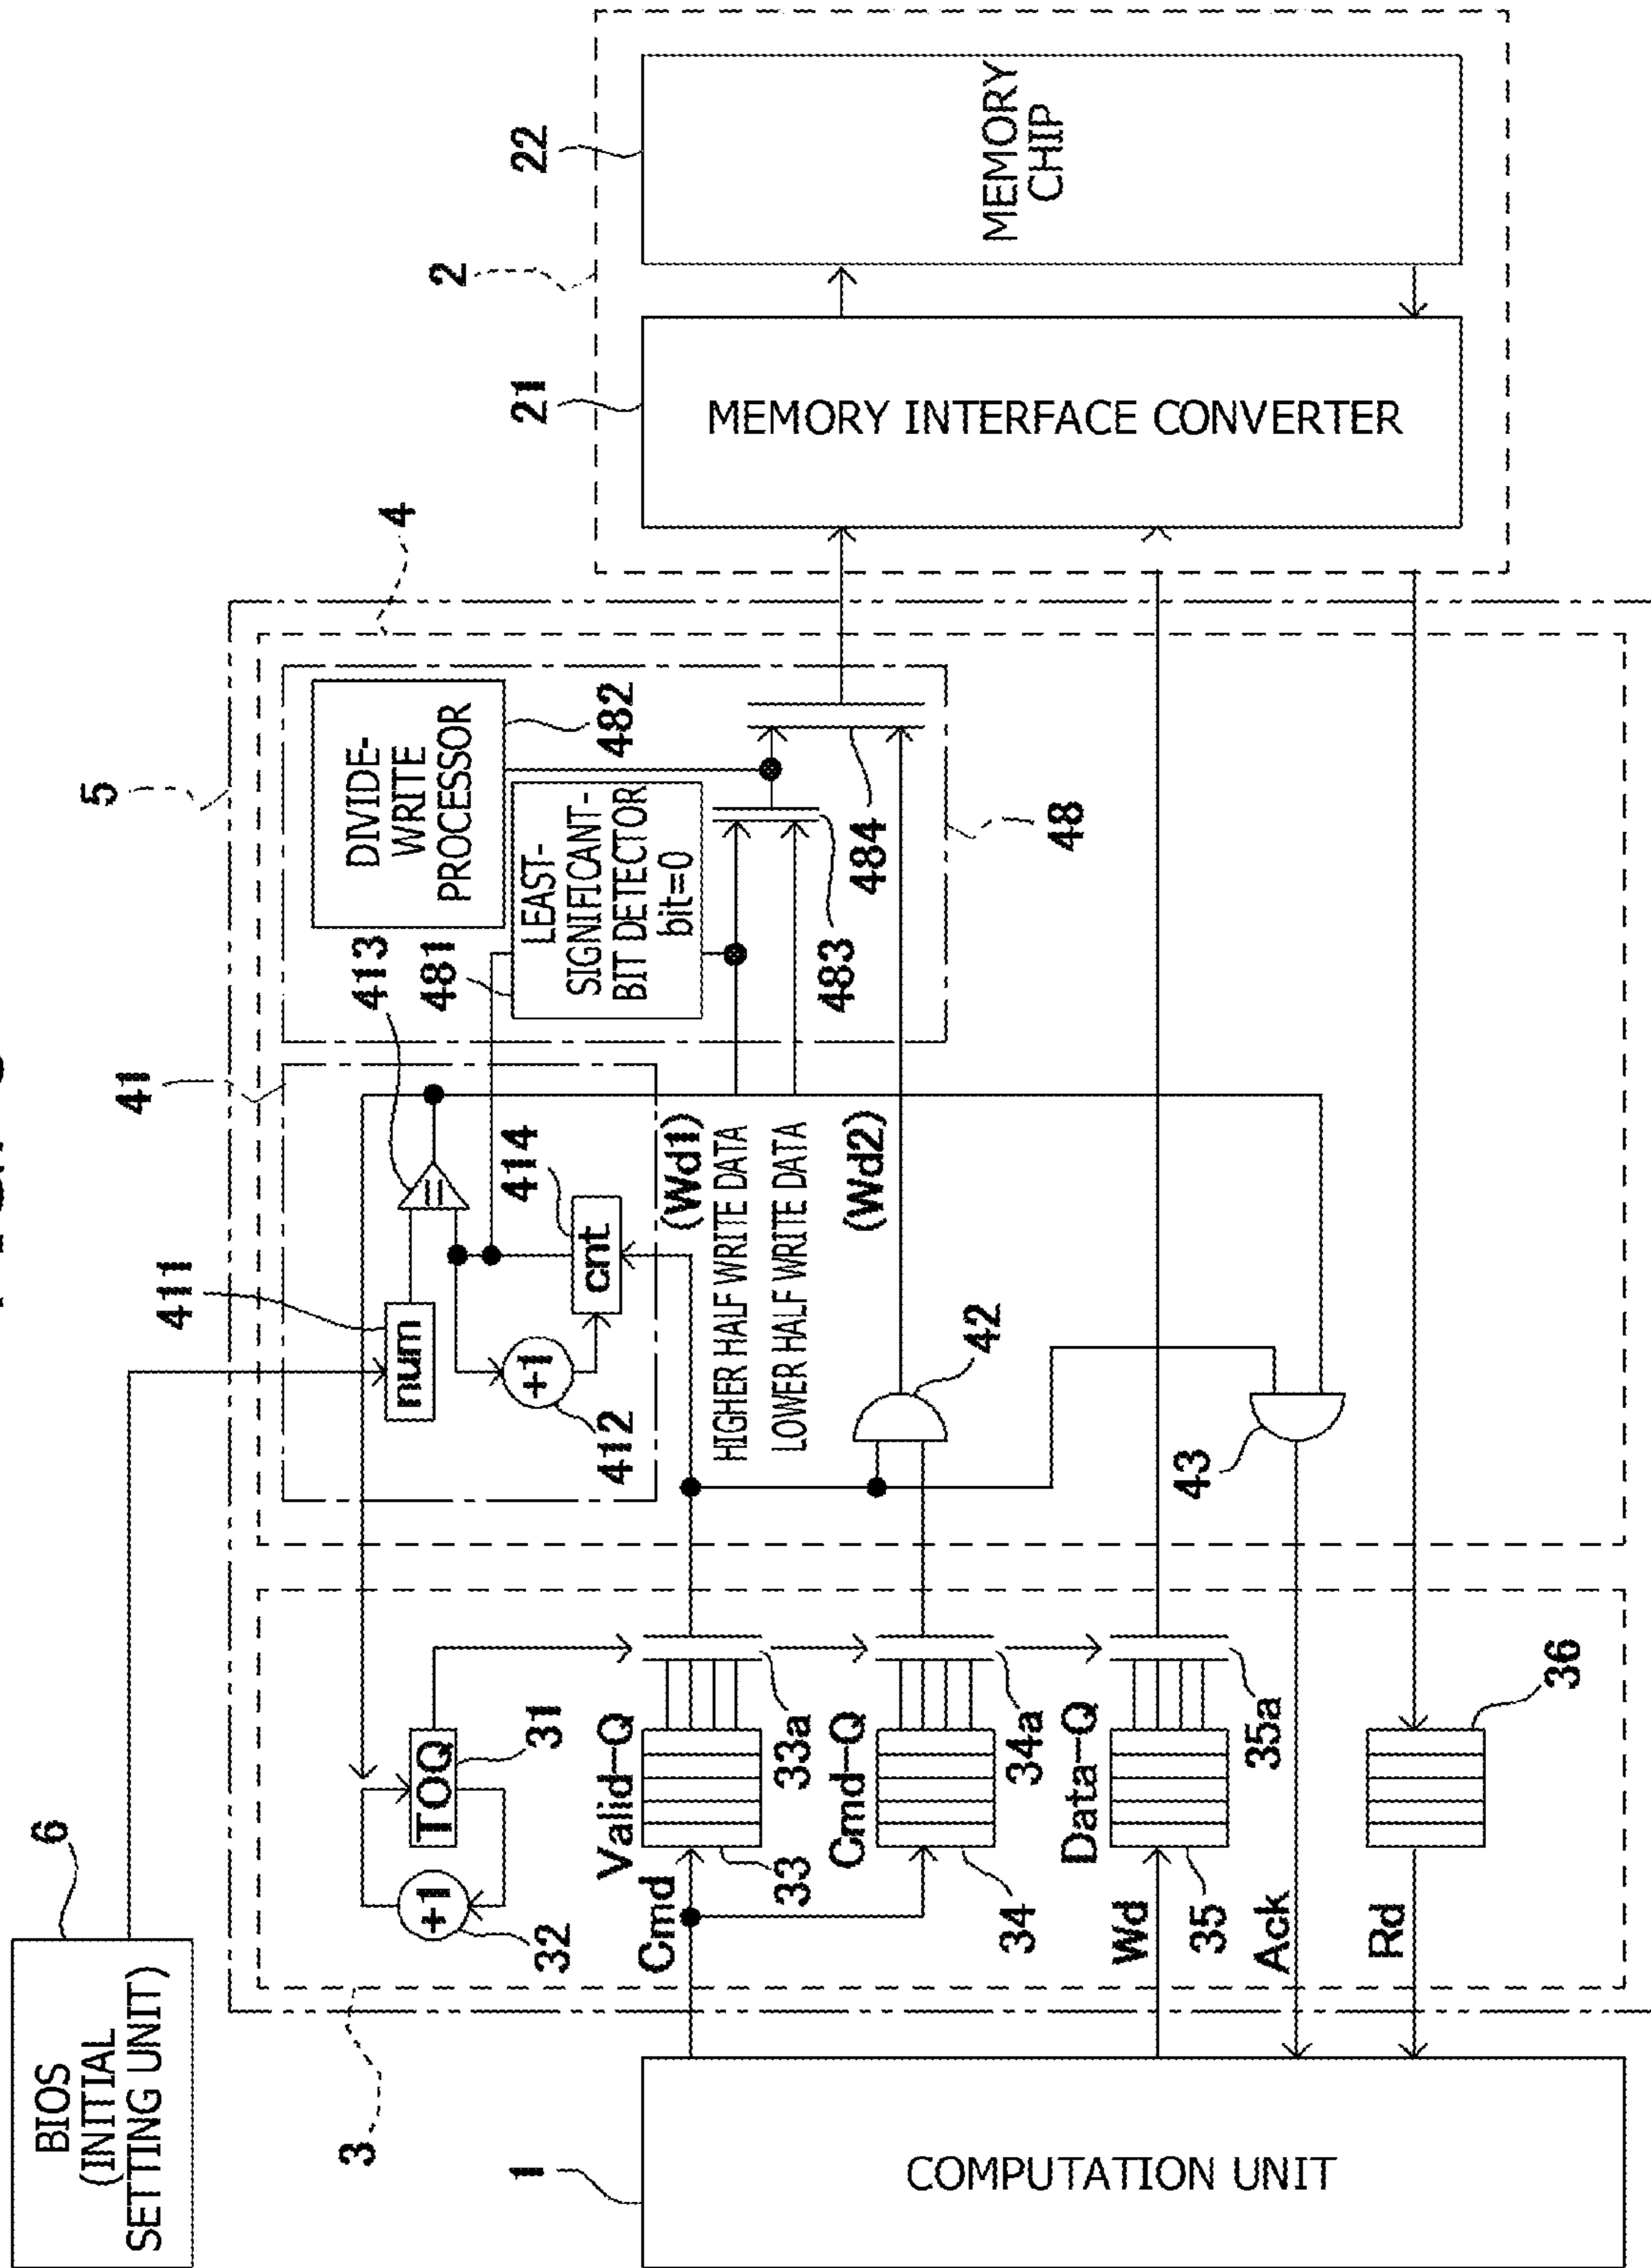 BIOS
(INITIAL
SETTING UNIT)
6
41
5
4
2
411
413
481
482
21
22
3
32
+1
TOQ
31
412
+1
num
cnt
414
DIVIDE-
WRITE
PROCESSOR
LEAST-
SIGNIFICANT-
BIT DETECTOR
bit=0
1
COMPUTATION UNIT
Cmd
Valid-Q
33
33a
(Wd1)
HIGHER HALF WRITE DATA
LOWER HALF WRITE DATA
(Wd2)
483
484
48
MEMORY INTERFACE CONVERTER
MEMORY
CHIP
Cmd-Q
34
34a
42
Wd
Data-Q
35
35a
43
Ack
Rd
36